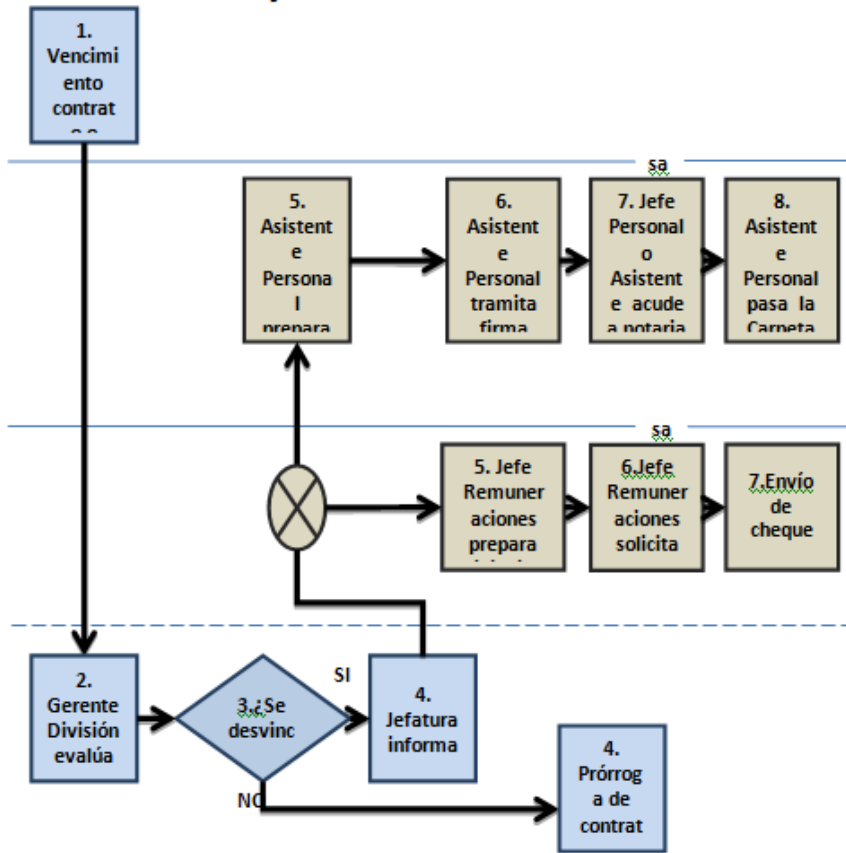 1.
Vencimi
ento
contrat
sa
5.
Asistent
e
Persona
l
prepara
6.
Asistent
e
Personal
tramita
firma
7. Jefe
Personal
o
Asistent
e acude
a notaria
8.
Asistent
e
Personal
pasa la
Carpeta
sa
5. Jefe
Remuner
aciones
prepara
6.Jefe
Remuner
aciones
solicita
7.Envío
de
cheque
2.
Gerente
División
evalúa
3.¿Se
desvinc
SI
4.
Jefatura
informa
NO
4.
Prórrog
a de
contrat